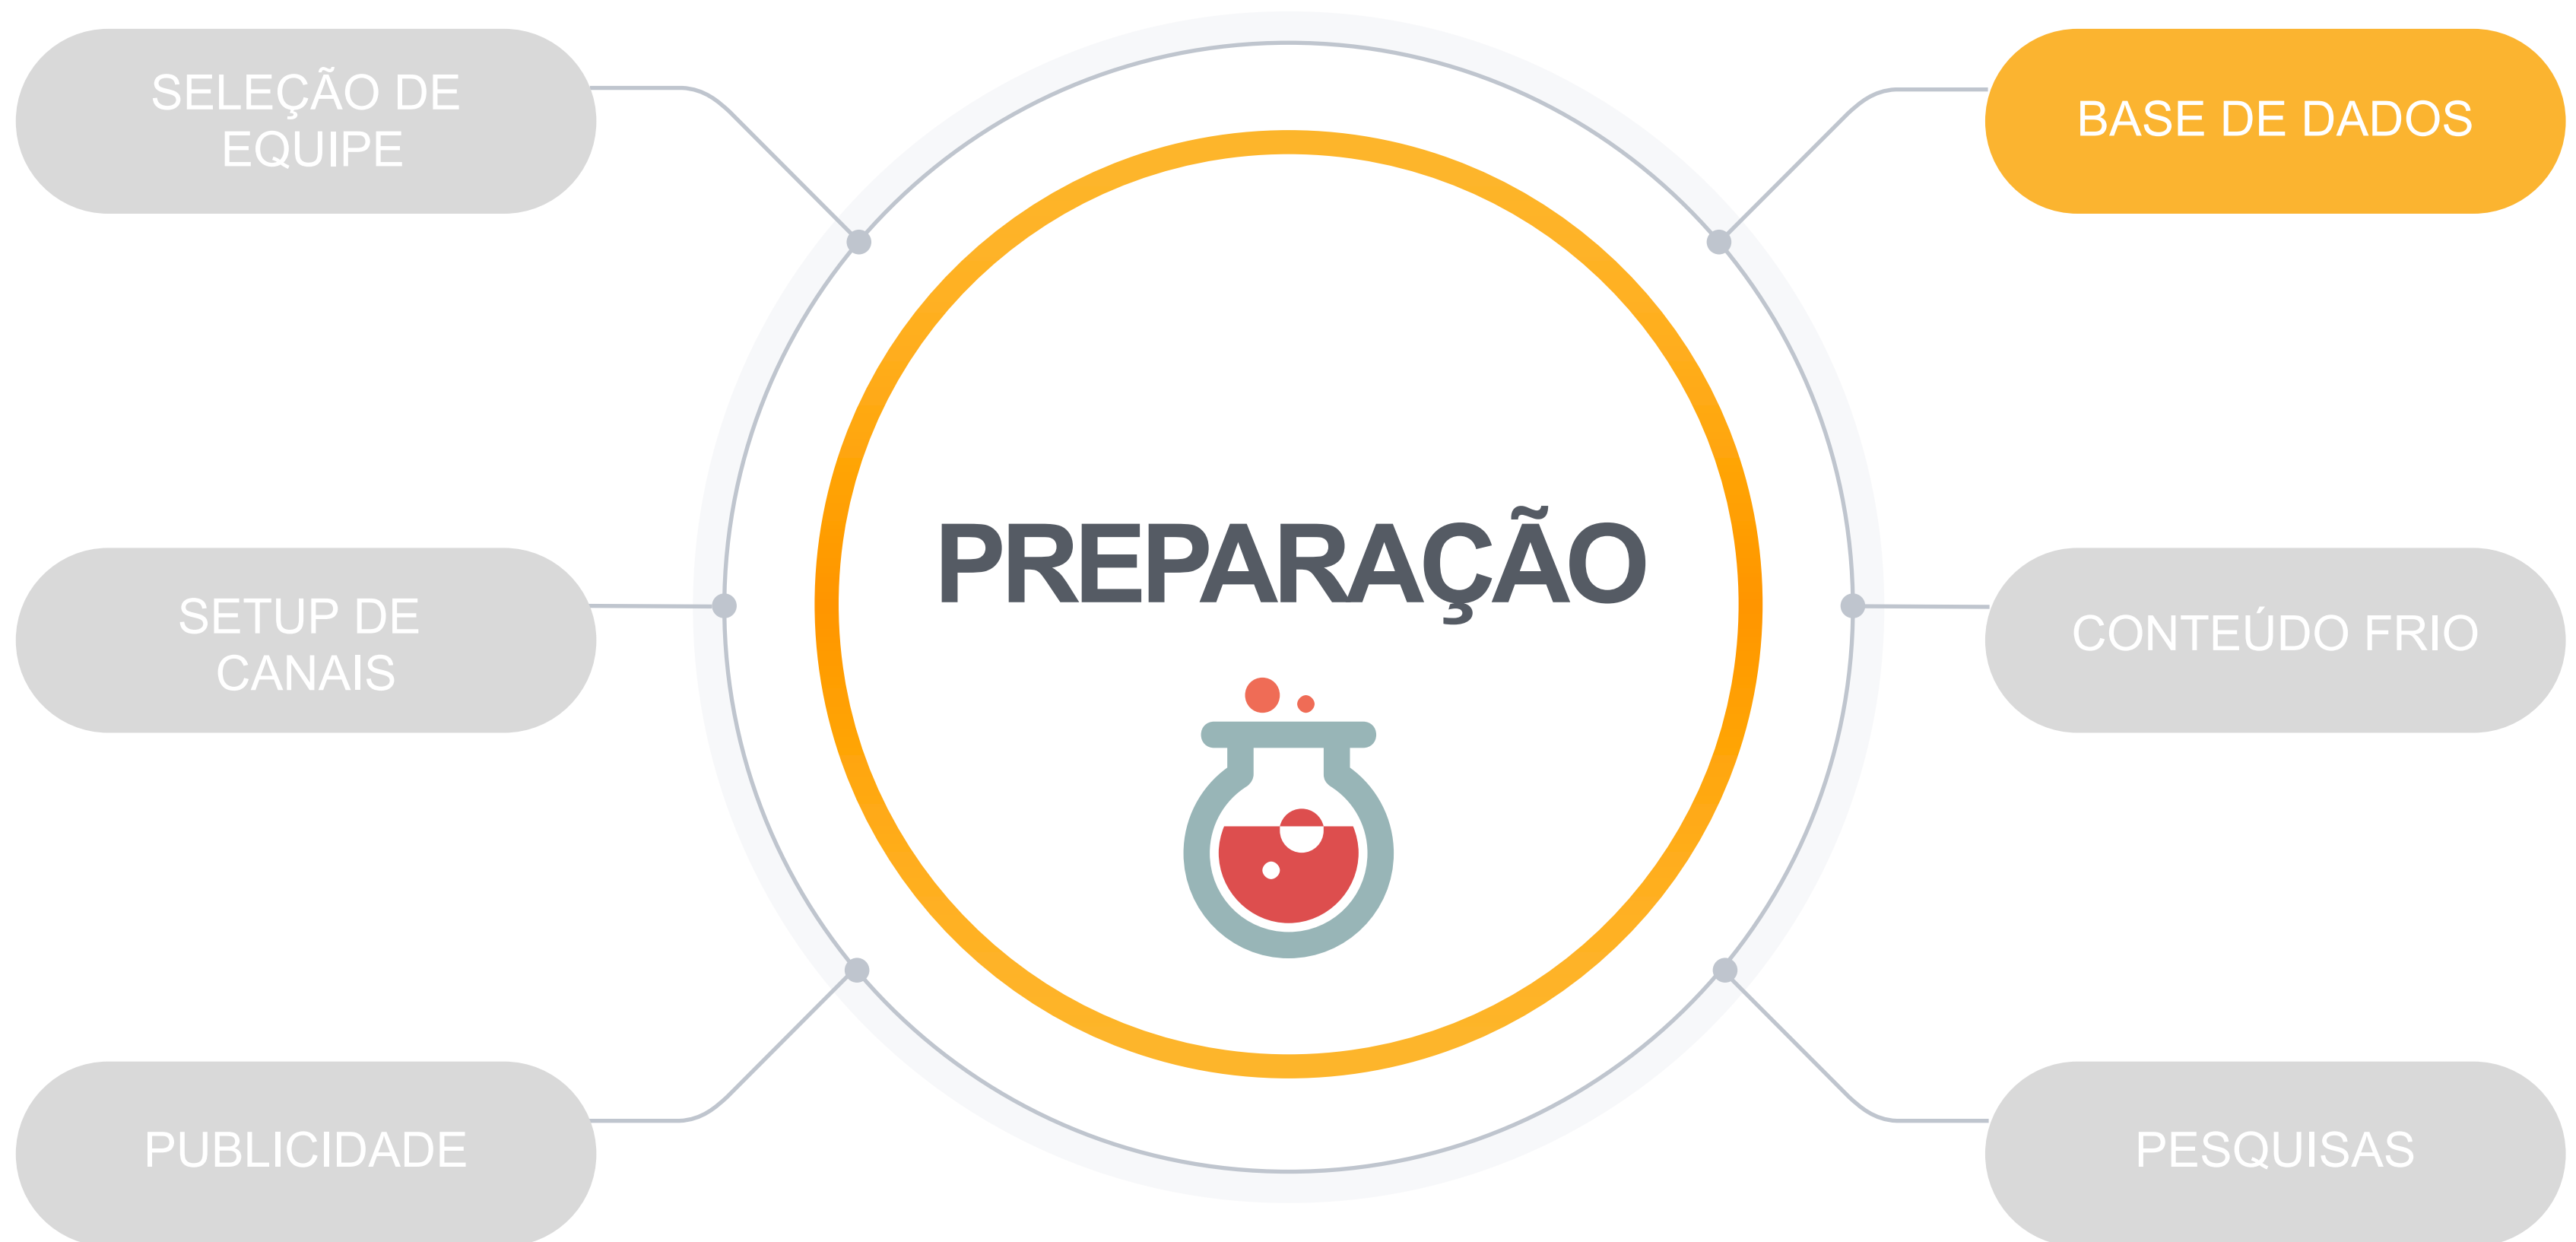 SELEÇÃO DE
EQUIPE
SETUP DE
CANAIS
PUBLICIDADE
PREPARAÇÃO
BASE DE DADOS
CONTEÚDO FRIO
PESQUISAS